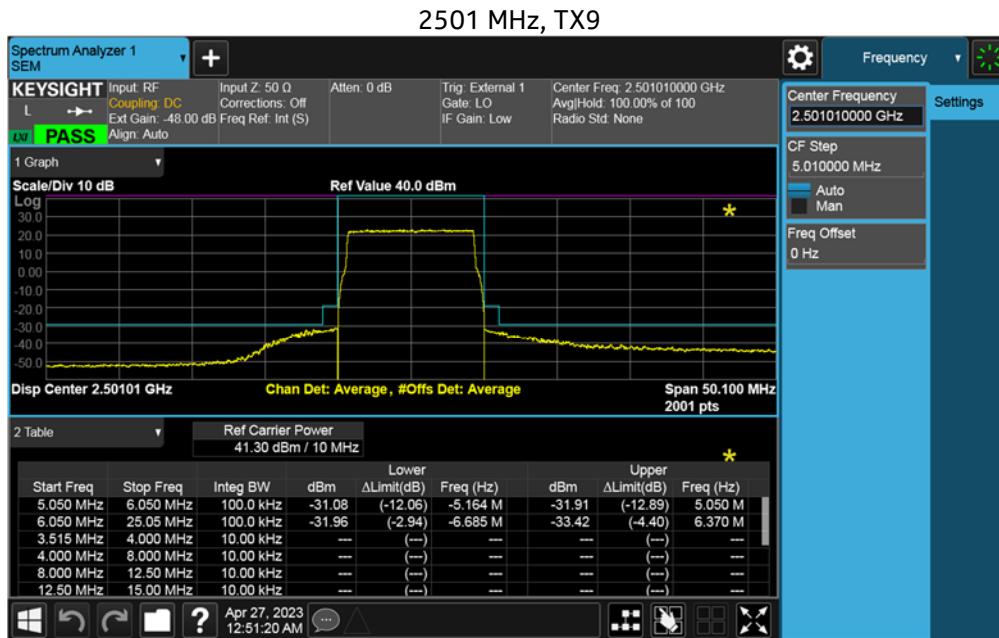 2501 MHz, TX9
Spectrum Analyzer 1
SEM
Frequency
KEYSIGHT
L
LXI
PASS
Input: RF
Coupling: DC
Ext Gain: -48.00 dB
Align: Auto
Input Z: 50 Ω
Corrections: Off
Freq Ref: Int (S)
Atten: 0 dB
Trig: External 1
Gate: LO
IF Gain: Low
Center Freq: 2.501010000 GHz
Avg|Hold: 100.00% of 100
Radio Std: None
Center Frequency
2.501010000 GHz
Settings
CF Step
5.010000 MHz
Auto
Man
Freq Offset
0 Hz
1 Graph
Scale/Div 10 dB
Ref Value 40.0 dBm
Log
30.0
20.0
10.0
0.00
-10.0
-20.0
-30.0
-40.0
-50.0
Disp Center 2.50101 GHz
Chan Det: Average, #Offs Det: Average
Span 50.100 MHz
2001 pts
2 Table
Ref Carrier Power
41.30 dBm / 10 MHz
Lower Upper
Start Freq Stop Freq Integ BW dBm ΔLimit(dB) Freq (Hz) dBm ΔLimit(dB) Freq (Hz)
5.050 MHz 6.050 MHz 100.0 kHz -31.08 (-12.06) -5.164 M -31.91 (-12.89) 5.050 M
6.050 MHz 25.05 MHz 100.0 kHz -31.96 (-2.94) -6.685 M -33.42 (-4.40) 6.370 M
3.515 MHz 4.000 MHz 10.00 kHz --- (---) --- --- (---) ---
4.000 MHz 8.000 MHz 10.00 kHz --- (---) --- --- (---) ---
8.000 MHz 12.50 MHz 10.00 kHz --- (---) --- --- (---) ---
12.50 MHz 15.00 MHz 10.00 kHz --- (---) --- --- (---) ---
?
Apr 27, 2023
12:51:20 AM